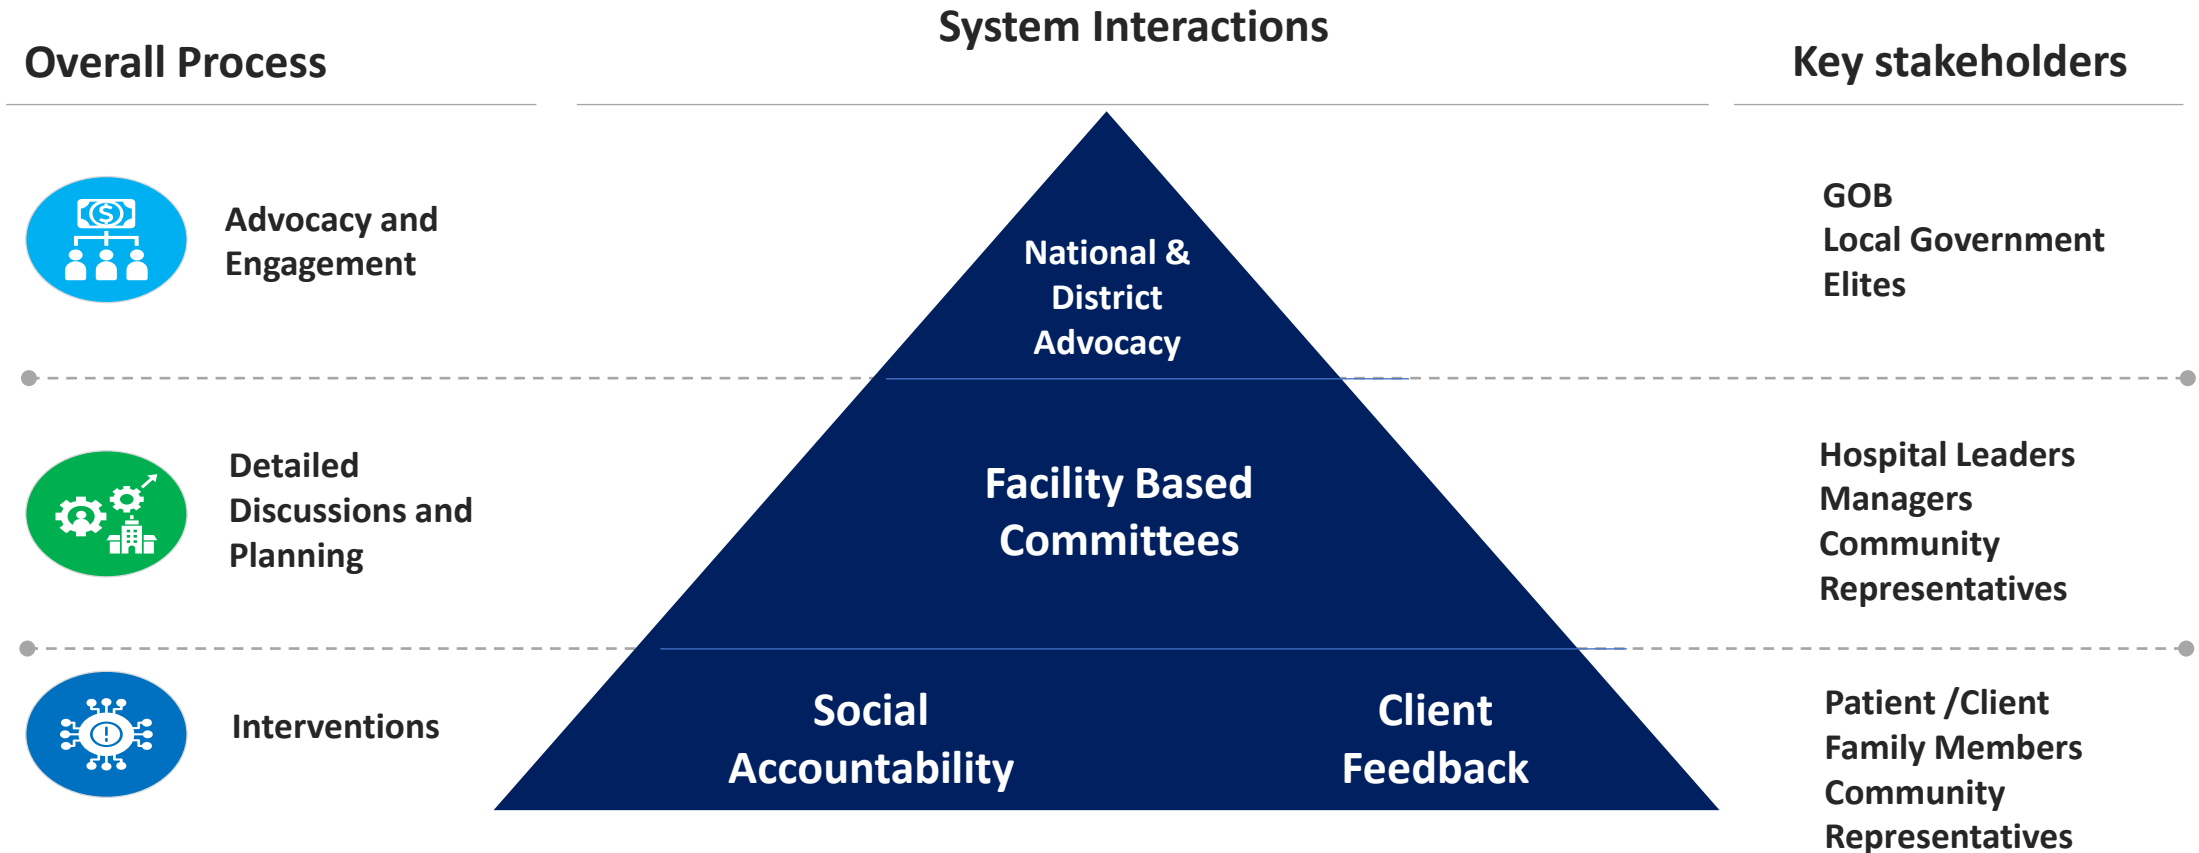 System Interactions
Overall Process
Key stakeholders
Advocacy and
Engagement
National &
District
Advocacy
GOB
Local Government
Elites
Detailed
Discussions and
Planning
Facility Based
Committees
Hospital Leaders
Managers
Community
Representatives
Interventions
Social
Accountability
Client
Feedback
Patient /Client
Family Members
Community
Representatives